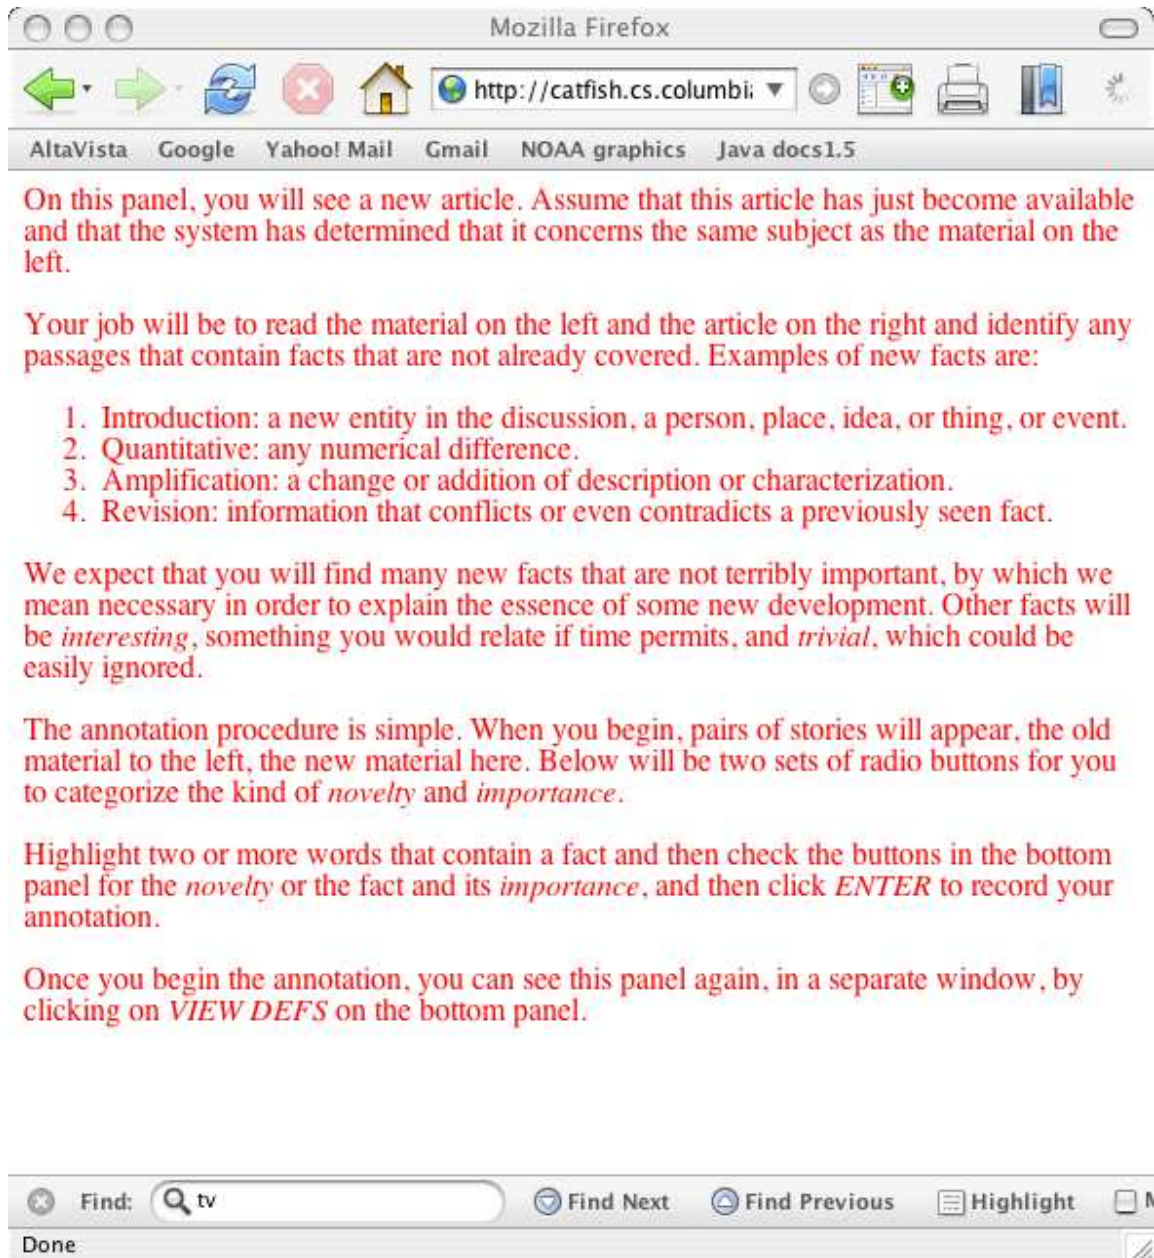 Mozilla Firefox
http://catfish.cs.columbi
AltaVista Google Yahoo! Mail Gmail NOAA graphics Java docs1.5
On this panel, you will see a new article. Assume that this article has just become available
and that the system has determined that it concerns the same subject as the material on the
left.
Your job will be to read the material on the left and the article on the right and identify any
passages that contain facts that are not already covered. Examples of new facts are:
1. Introduction: a new entity in the discussion, a person, place, idea, or thing, or event.
2. Quantitative: any numerical difference.
3. Amplification: a change or addition of description or characterization.
4. Revision: information that conflicts or even contradicts a previously seen fact.
We expect that you will find many new facts that are not terribly important, by which we
mean necessary in order to explain the essence of some new development. Other facts will
be interesting, something you would relate if time permits, and trivial, which could be
easily ignored.
The annotation procedure is simple. When you begin, pairs of stories will appear, the old
material to the left, the new material here. Below will be two sets of radio buttons for you
to categorize the kind of novelty and importance.
Highlight two or more words that contain a fact and then check the buttons in the bottom
panel for the novelty or the fact and its importance, and then click ENTER to record your
annotation.
Once you begin the annotation, you can see this panel again, in a separate window, by
clicking on VIEW DEFS on the bottom panel.
Find: tv Find Next Find Previous Highlight
Done